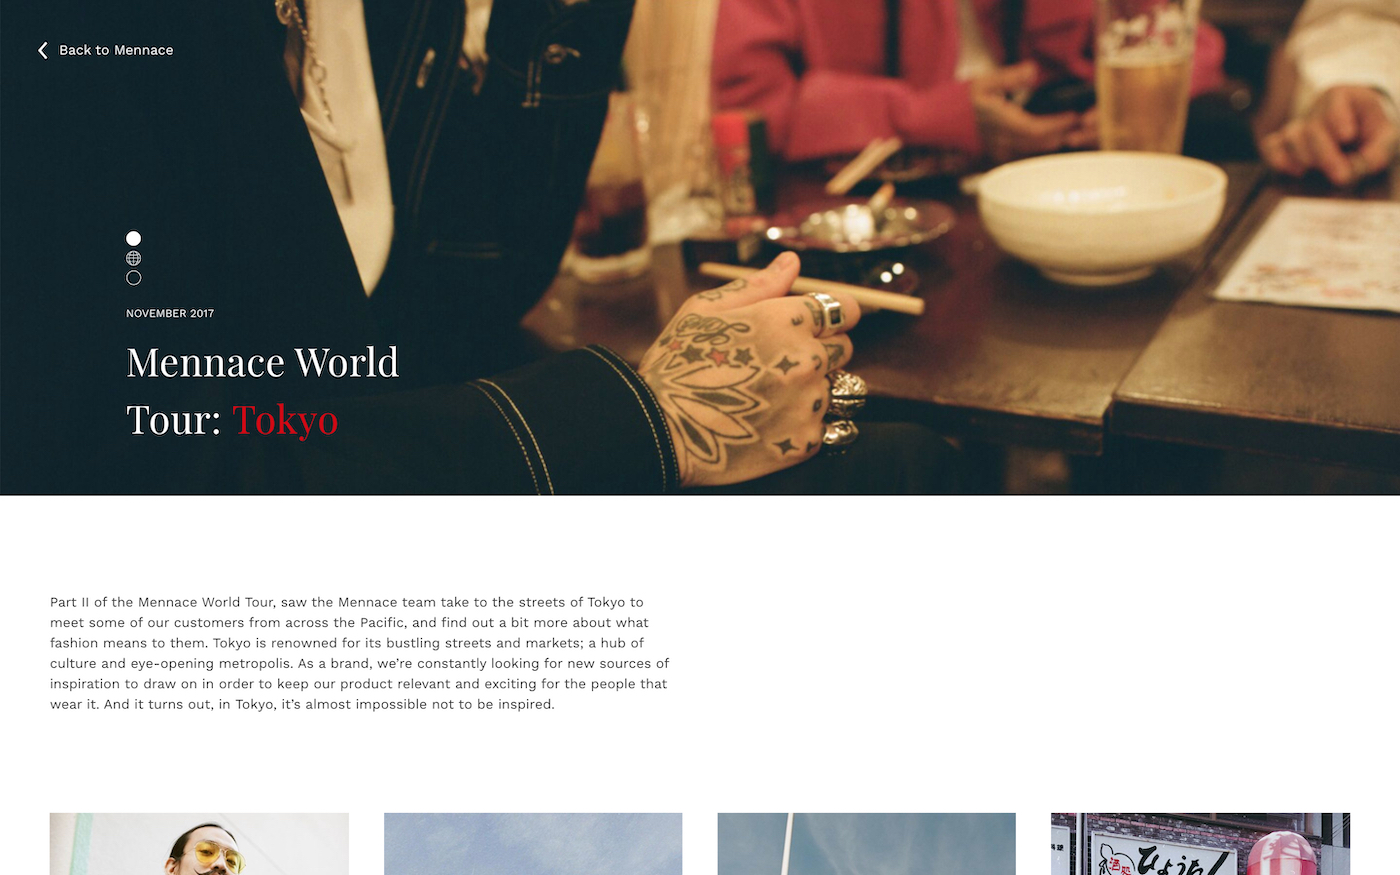 Back to Mennace
NOVEMBER 2017
Mennace World
Tour: Tokyo
Part II of the Mennace World Tour, saw the Mennace team take to the streets of Tokyo to
meet some of our customers from across the Pacific, and find out a bit more about what
fashion means to them. Tokyo is renowned for its bustling streets and markets; a hub of
culture and eye-opening metropolis. As a brand, we’re constantly looking for new sources of
inspiration to draw on in order to keep our product relevant and exciting for the people that
wear it. And it turns out, in Tokyo, it’s almost impossible not to be inspired.
酒処